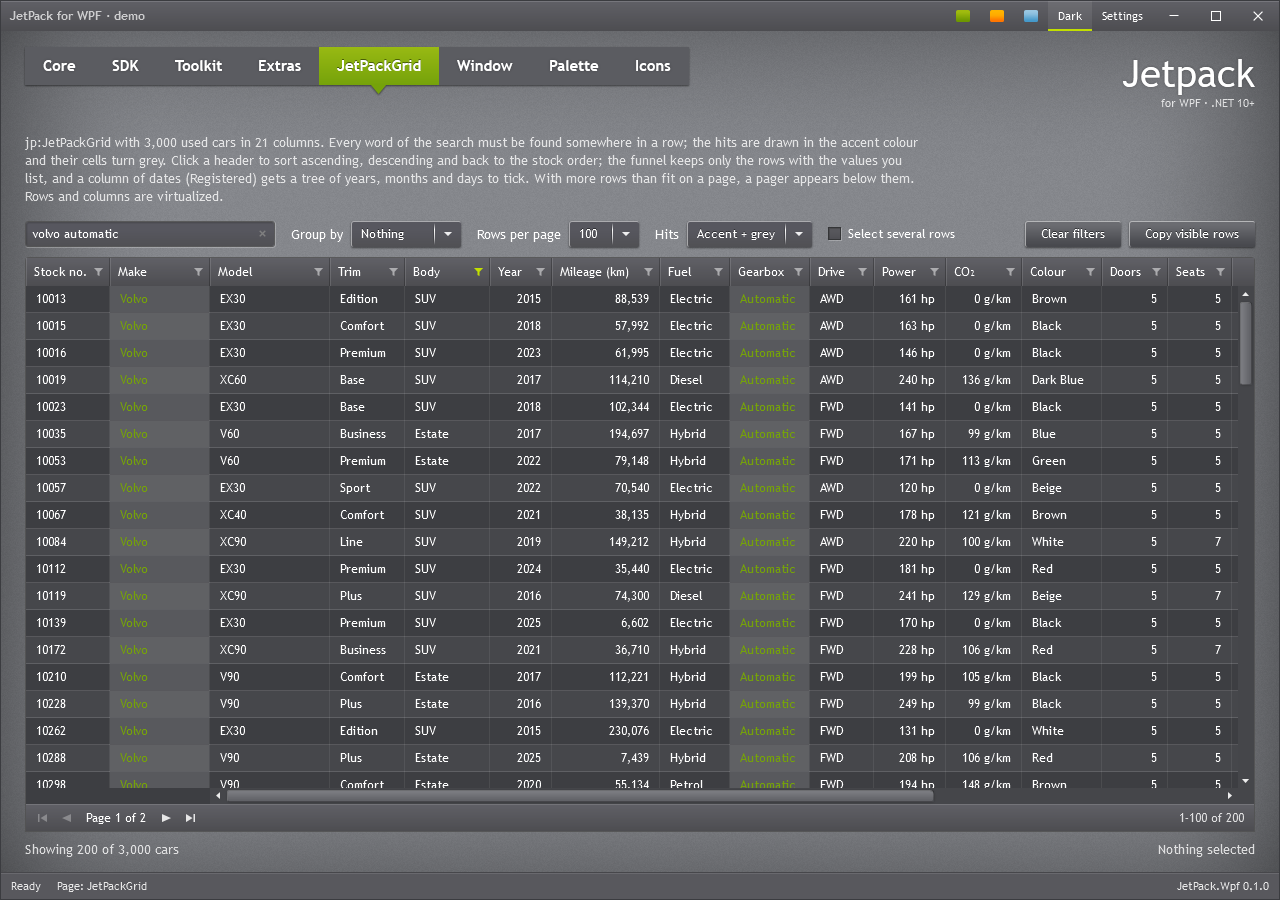 JetPack for WPF · demo
Dark Settings
Core SDK Toolkit Extras JetPackGrid Window Palette Icons
Jetpack
for WPF · .NET 10+
jp:JetPackGrid with 3,000 used cars in 21 columns. Every word of the search must be found somewhere in a row; the hits are drawn in the accent colour
and their cells turn grey. Click a header to sort ascending, descending and back to the stock order; the funnel keeps only the rows with the values you
list, and a column of dates (Registered) gets a tree of years, months and days to tick. With more rows than fit on a page, a pager appears below them.
Rows and columns are virtualized.
volvo automatic Group by Nothing Rows per page 100 Hits Accent + grey Select several rows Clear filters Copy visible rows
Stock no. Make Model Trim Body Year Mileage (km) Fuel Gearbox Drive Power CO₂ Colour Doors Seats
10013 Volvo EX30 Edition SUV 2015 88,539 Electric Automatic AWD 161 hp 0 g/km Brown 5 5
10015 Volvo EX30 Comfort SUV 2018 57,992 Electric Automatic AWD 163 hp 0 g/km Black 5 5
10016 Volvo EX30 Premium SUV 2023 61,995 Electric Automatic AWD 146 hp 0 g/km Black 5 5
10019 Volvo XC60 Base SUV 2017 114,210 Diesel Automatic AWD 240 hp 136 g/km Dark Blue 5 5
10023 Volvo EX30 Base SUV 2018 102,344 Electric Automatic FWD 141 hp 0 g/km Black 5 5
10035 Volvo V60 Business Estate 2017 194,697 Hybrid Automatic FWD 167 hp 99 g/km Blue 5 5
10053 Volvo V60 Premium Estate 2022 79,148 Hybrid Automatic FWD 171 hp 113 g/km Green 5 5
10057 Volvo EX30 Sport SUV 2022 70,540 Electric Automatic AWD 120 hp 0 g/km Beige 5 5
10067 Volvo XC40 Comfort SUV 2021 38,135 Hybrid Automatic FWD 178 hp 121 g/km Brown 5 5
10084 Volvo XC90 Line SUV 2019 149,212 Hybrid Automatic AWD 220 hp 100 g/km White 5 7
10112 Volvo EX30 Premium SUV 2024 35,440 Electric Automatic FWD 181 hp 0 g/km Red 5 5
10119 Volvo XC90 Plus SUV 2016 74,300 Diesel Automatic FWD 241 hp 129 g/km Beige 5 7
10139 Volvo EX30 Premium SUV 2025 6,602 Electric Automatic FWD 170 hp 0 g/km Black 5 5
10172 Volvo XC90 Business SUV 2021 36,710 Hybrid Automatic FWD 228 hp 106 g/km Red 5 7
10210 Volvo V90 Comfort Estate 2017 112,221 Hybrid Automatic FWD 199 hp 105 g/km Black 5 5
10228 Volvo V90 Plus Estate 2016 139,370 Hybrid Automatic FWD 249 hp 99 g/km Black 5 5
10262 Volvo EX30 Edition SUV 2015 230,076 Electric Automatic FWD 131 hp 0 g/km White 5 5
10288 Volvo V90 Plus Estate 2025 7,439 Hybrid Automatic FWD 208 hp 106 g/km Red 5 5
10298 Volvo V90 Comfort Estate 2020 55,134 Petrol Automatic FWD 194 hp 148 g/km Brown 5 5
Page 1 of 2 1-100 of 200
Showing 200 of 3,000 cars Nothing selected
Ready Page: JetPackGrid JetPack.Wpf 0.1.0